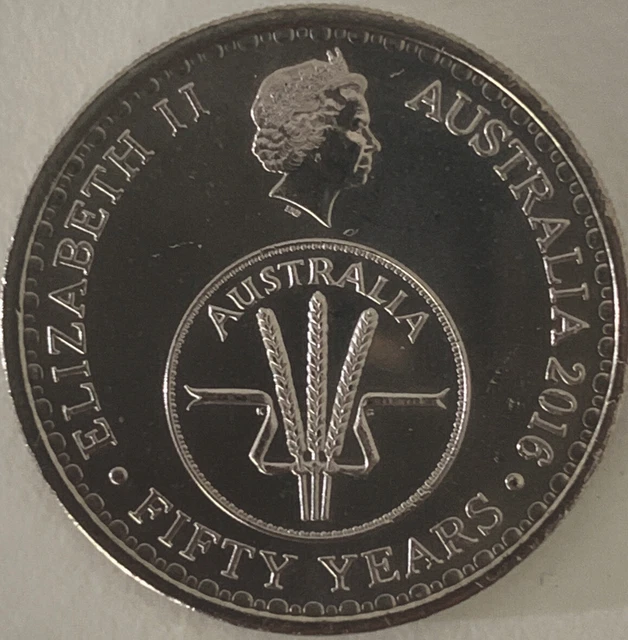 ELIZABETH II
AUSTRALIA 2016
FIFTY YEARS
AUSTRALIA